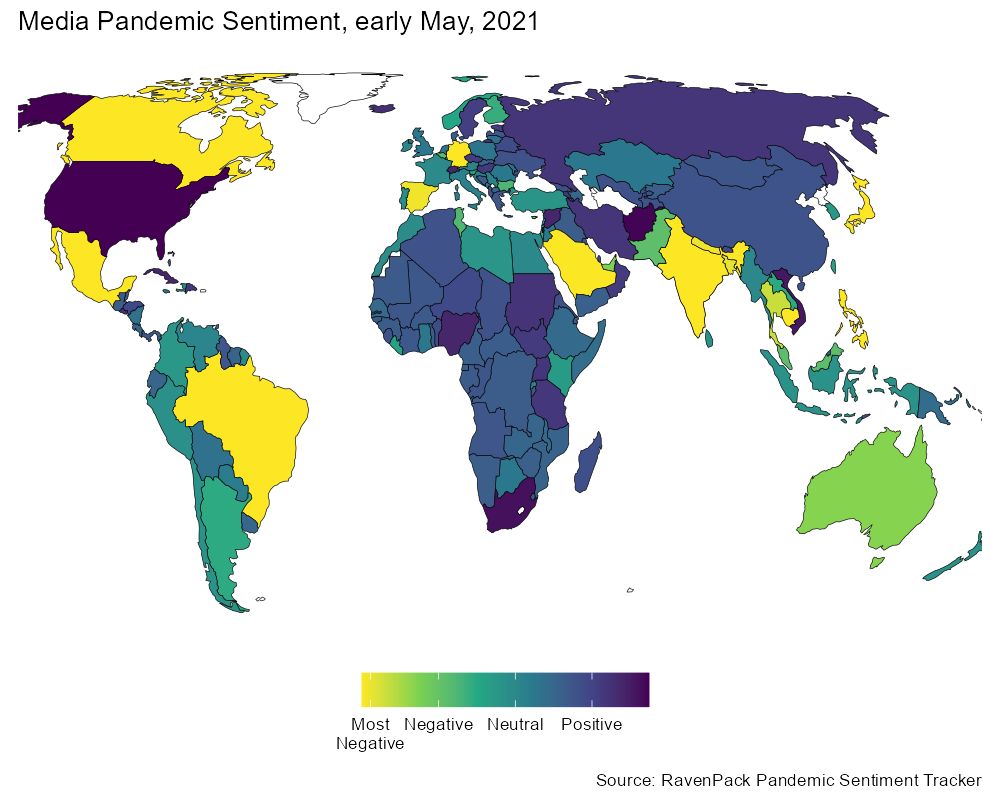 Media Pandemic Sentiment, early May, 2021
Most Negative Neutral Positive
Negative
Source: RavenPack Pandemic Sentiment Tracker